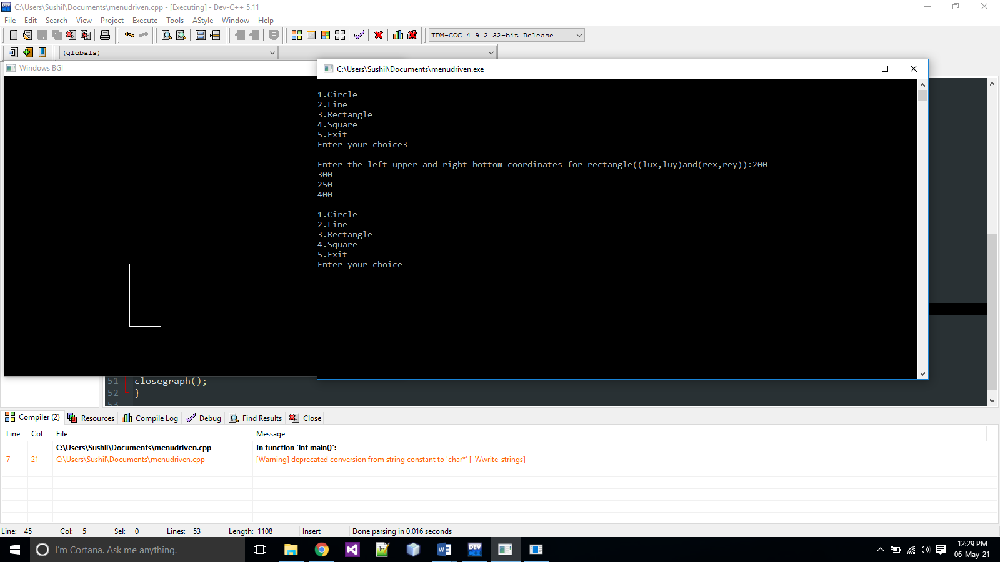 C:\Users\Sushil\Documents\menudriven.cpp - [Executing] - Dev-C++ 5.11
File Edit Search View Project Execute Tools AStyle Window Help
TDM-GCC 4.9.2 32-bit Release
(globals)
Windows BGI
C:\Users\Sushil\Documents\menudriven.exe
1.Circle
2.Line
3.Rectangle
4.Square
5.Exit
Enter your choice3
Enter the left upper and right bottom coordinates for rectangle((lux,luy)and(rex,rey)):200
300
250
400
1.Circle
2.Line
3.Rectangle
4.Square
5.Exit
Enter your choice
51 closegraph();
52 }
53
Compiler (2) Resources Compile Log Debug Find Results Close
Line Col File Message
C:\Users\Sushil\Documents\menudriven.cpp In function 'int main()':
7 21 C:\Users\Sushil\Documents\menudriven.cpp [Warning] deprecated conversion from string constant to 'char*' [-Wwrite-strings]
Line: 45 Col: 5 Sel: 0 Lines: 53 Length: 1108 Insert Done parsing in 0.016 seconds
I'm Cortana. Ask me anything.
DEV
12:29 PM
06-May-21